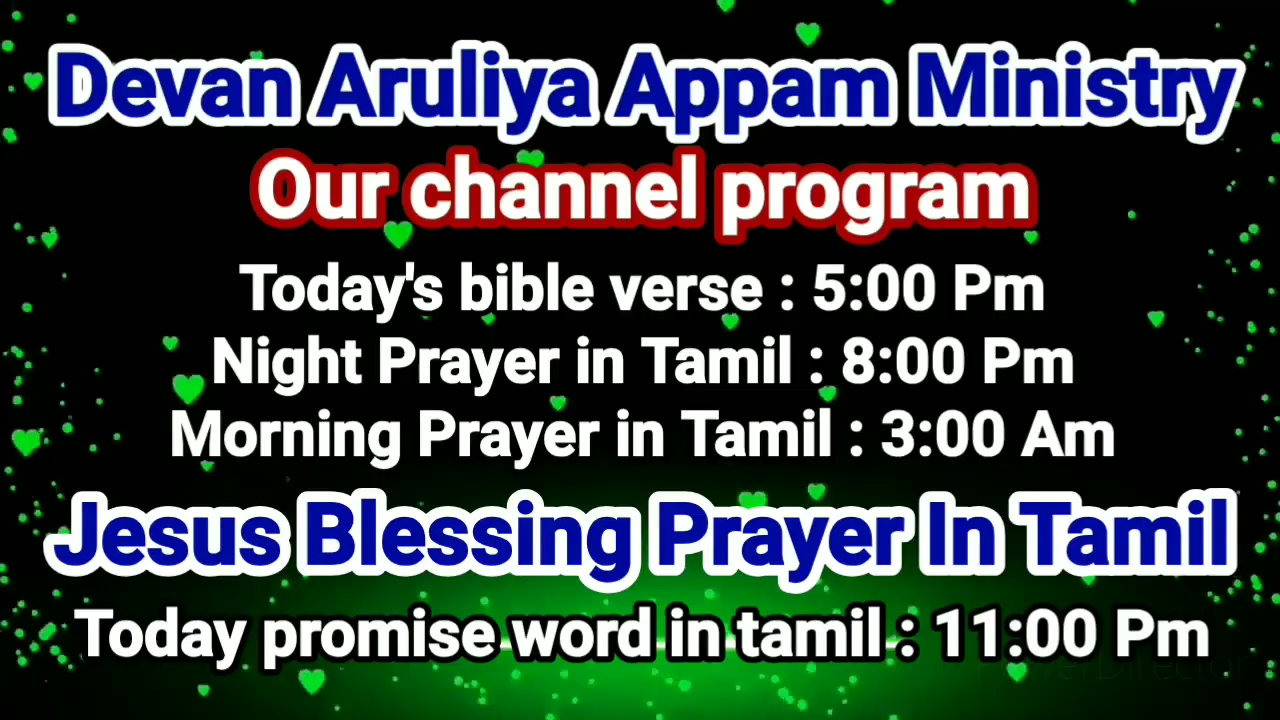 Devan Aruliya Appam Ministry
Our channel program
Today's bible verse : 5:00 Pm
Night Prayer in Tamil : 8:00 Pm
Morning Prayer in Tamil : 3:00 Am
Jesus Blessing Prayer In Tamil
Today promise word in tamil : 11:00 Pm
PowerDirector